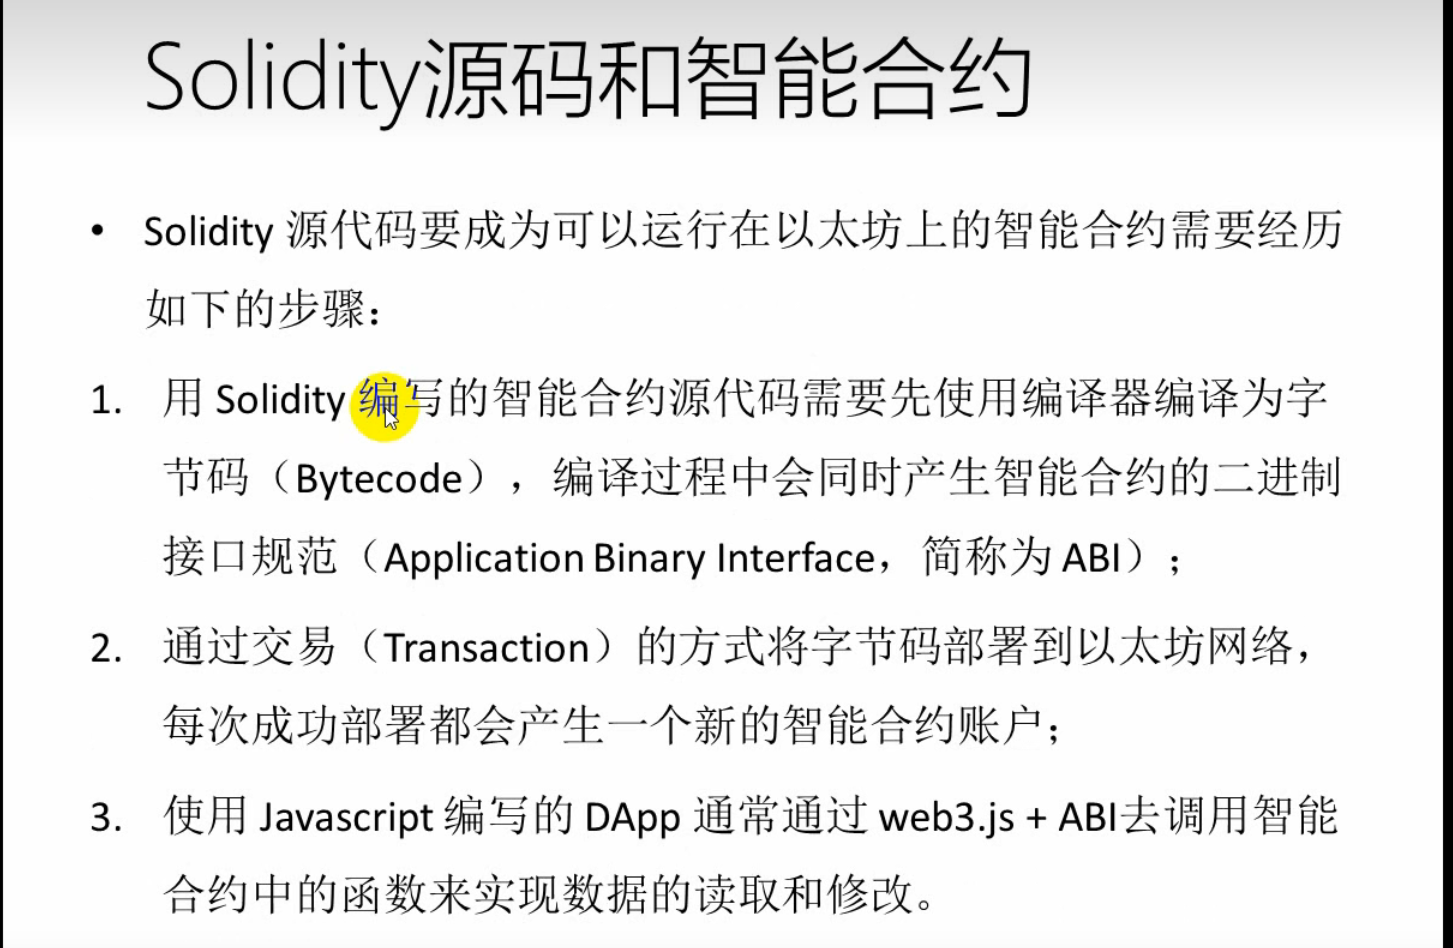 Solidity源码和智能合约
• Solidity 源代码要成为可以运行在以太坊上的智能合约需要经历
如下的步骤：
1. 用 Solidity 编写的智能合约源代码需要先使用编译器编译为字
节码（Bytecode），编译过程中会同时产生智能合约的二进制
接口规范（Application Binary Interface，简称为 ABI）；
2. 通过交易（Transaction）的方式将字节码部署到以太坊网络，
每次成功部署都会产生一个新的智能合约账户；
3. 使用 Javascript 编写的 DApp 通常通过 web3.js + ABI去调用智能
合约中的函数来实现数据的读取和修改。